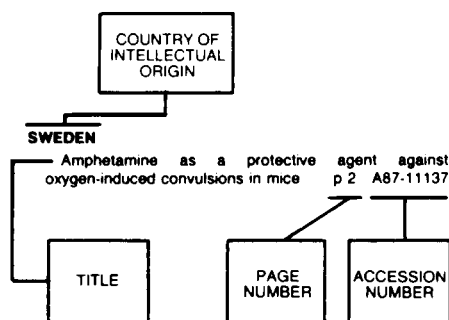 COUNTRY OF
INTELLECTUAL
ORIGIN
SWEDEN
Amphetamine as a protective agent against
oxygen-induced convulsions in mice p 2 A87-11137
TITLE
PAGE
NUMBER
ACCESSION
NUMBER